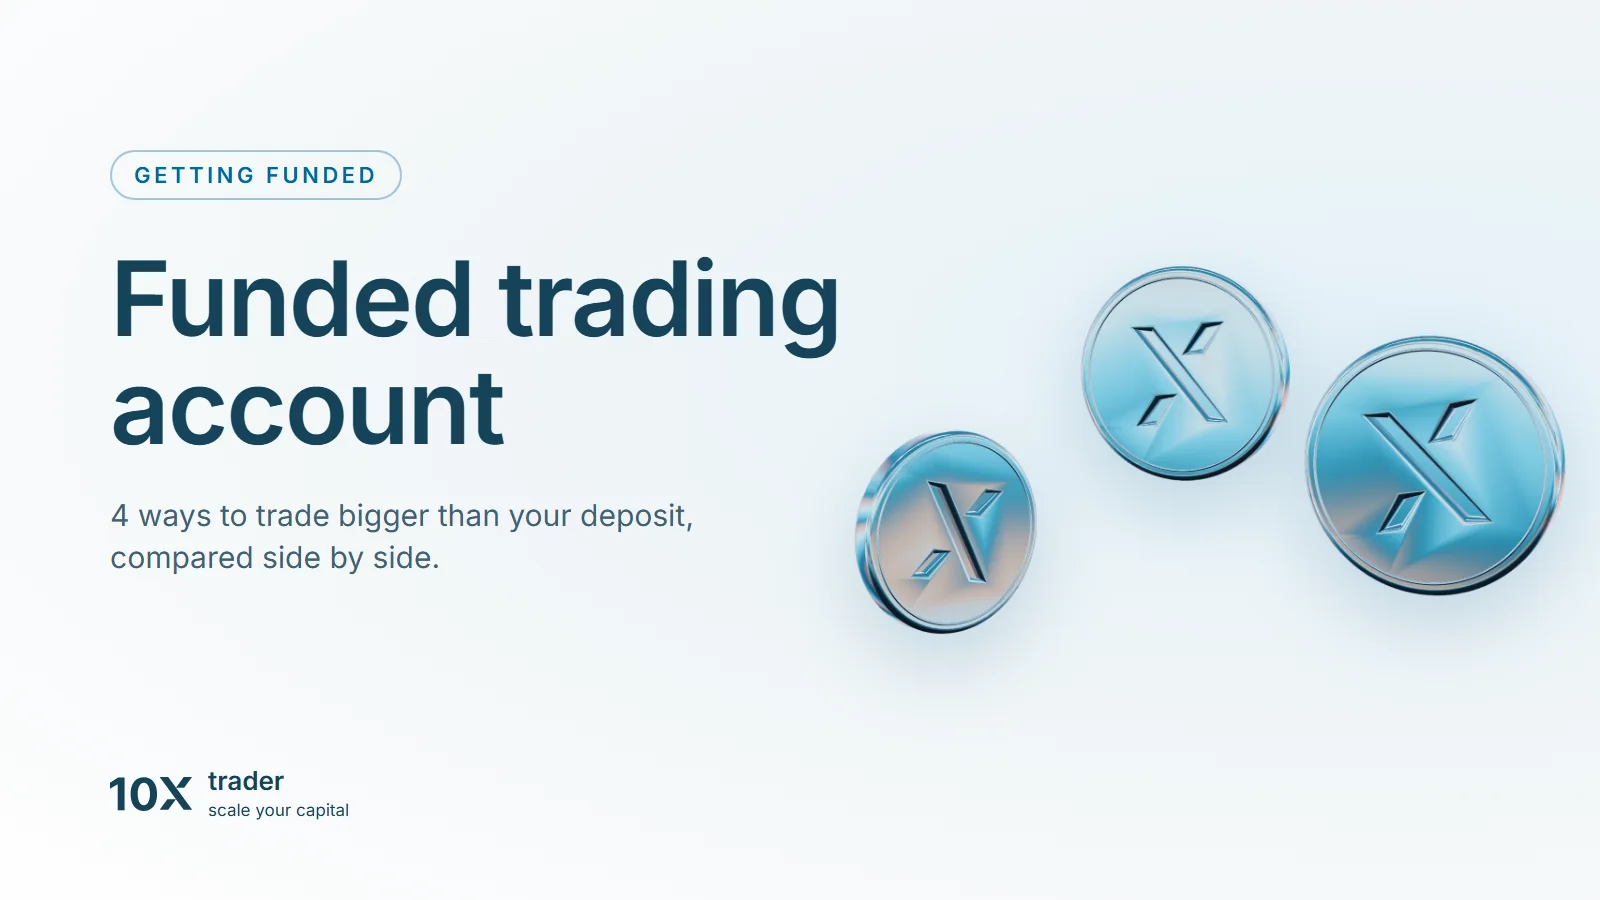 GETTING FUNDED
Funded trading
account
4 ways to trade bigger than your deposit,
compared side by side.
10X trader
scale your capital